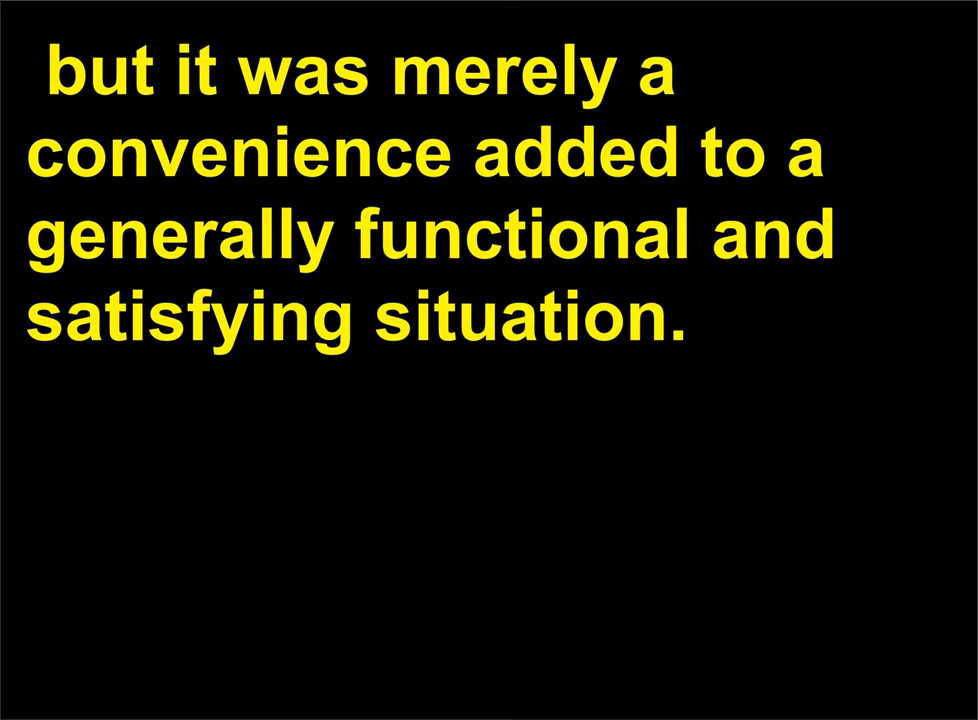 but it was merely a
convenience added to a
generally functional and
satisfying situation.